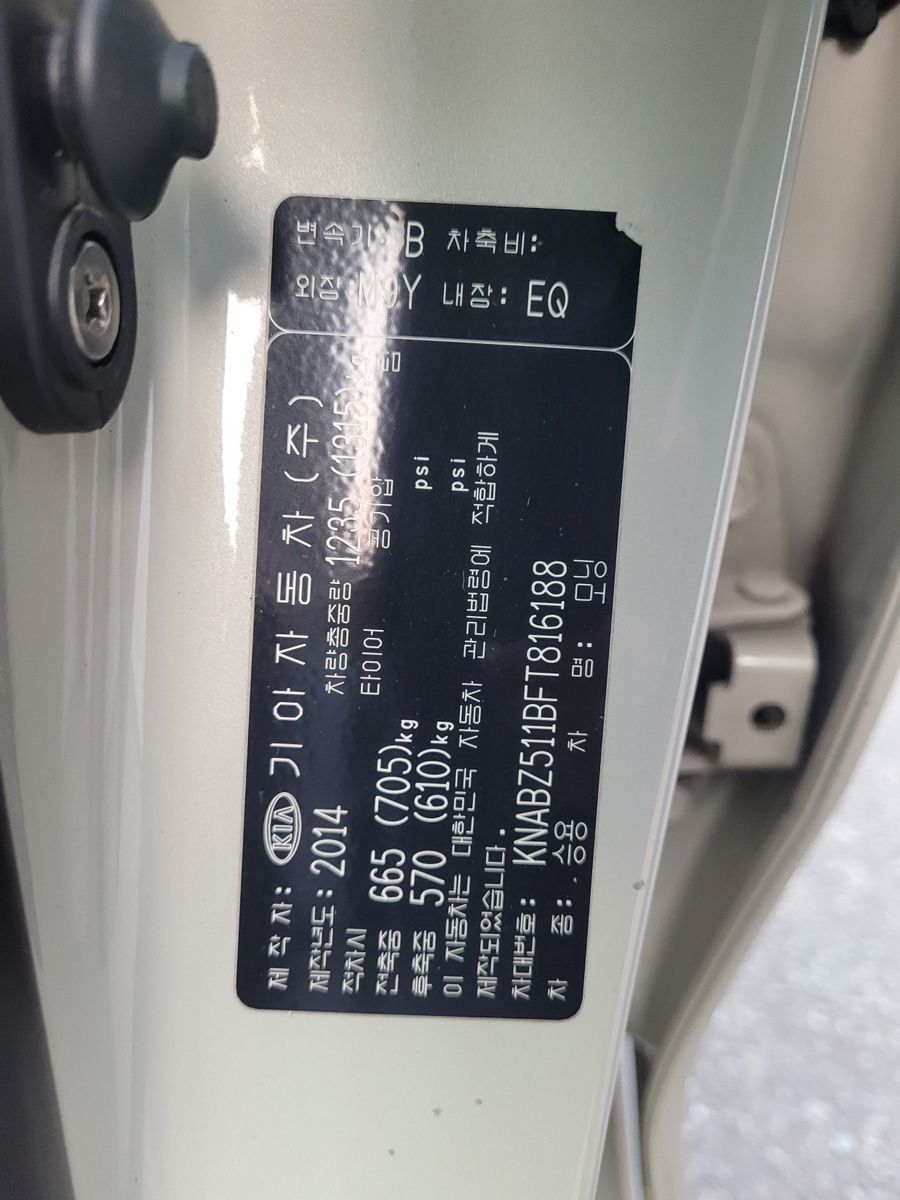 변속기: B 차축비:
외장: M9Y 내장: EQ
제작자: KIA 기아자동차(주)
제작년도: 2014 차량총중량 1235 (1315)
적차시 타이어 공기압
전축중 665 (705)kg psi
후축중 570 (610)kg psi
이 자동차는 대한민국 자동차 관리법령에 적합하게
제작되었습니다.
차대번호: KNABZ511BFT816188
차 종: 승용 차 명: 모닝